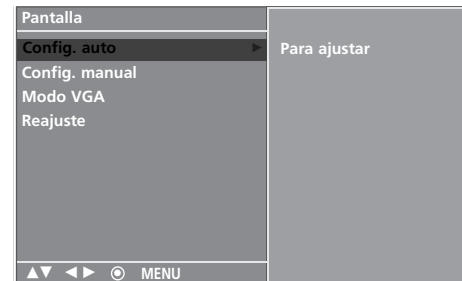 Pantalla
Config. auto ► Para ajustar
Config. manual
Modo VGA
Reajuste
▲▼ ◄► ⦿ MENU